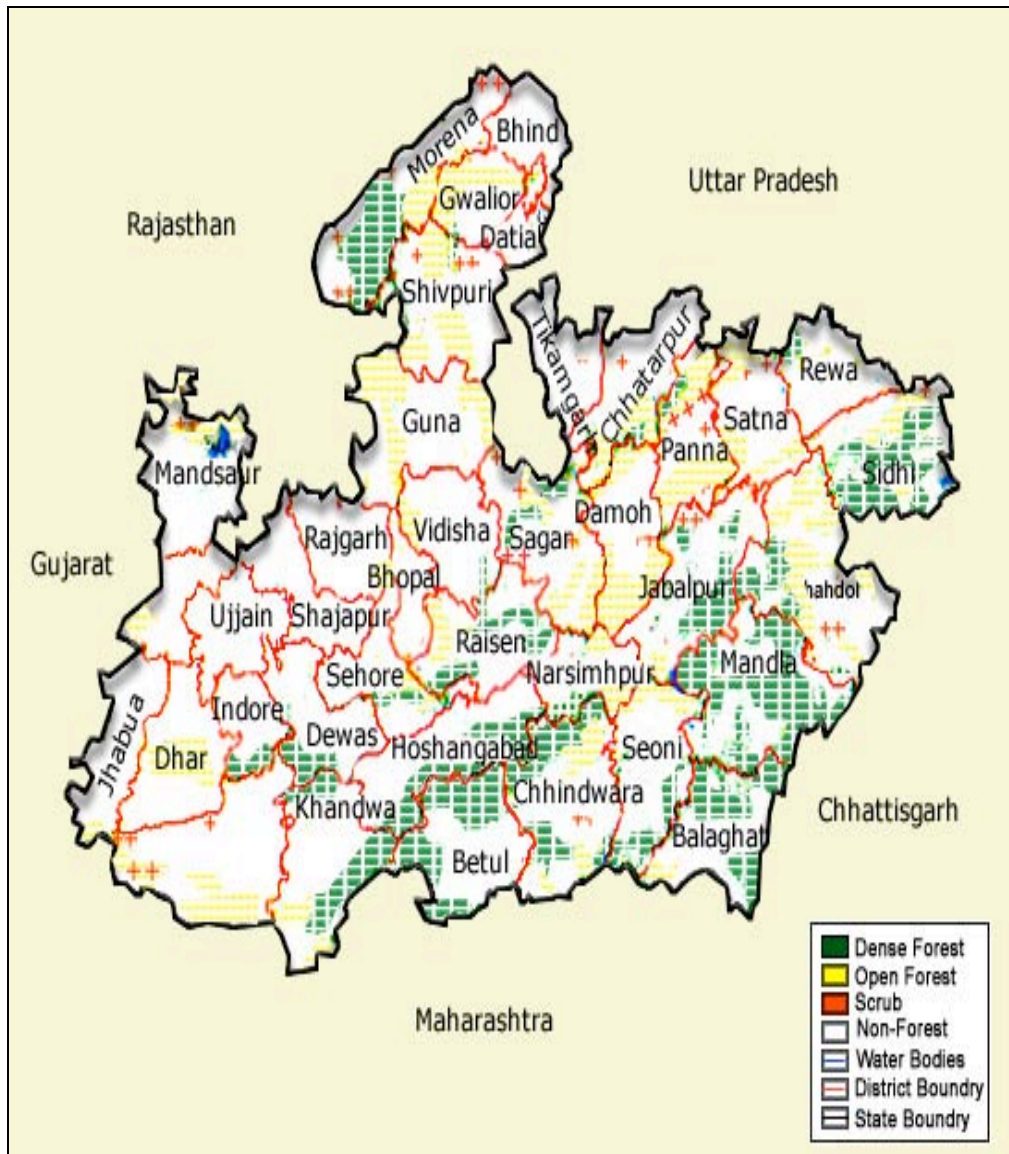 Bhind
Morena
Uttar Pradesh
Gwalior
Rajasthan
Datia
Shivpuri
Tikamgarh
Chhatarpur
Rewa
Guna
Satna
Panna
Mandsaur
Sidhi
Vidisha
Damoh
Rajgarh
Sagar
Gujarat
Bhopal
Jabalpur
hahdol
Ujjain
Shajapur
Raisen
Mandla
Sehore
Narsimhpur
Jhabua
Indore
Dewas
Hoshangabad
Seoni
Dhar
Chhindwara
Khandwa
Chhattisgarh
Balaghat
Betul
Maharashtra
Dense Forest
Open Forest
Scrub
Non-Forest
Water Bodies
District Boundry
State Boundry